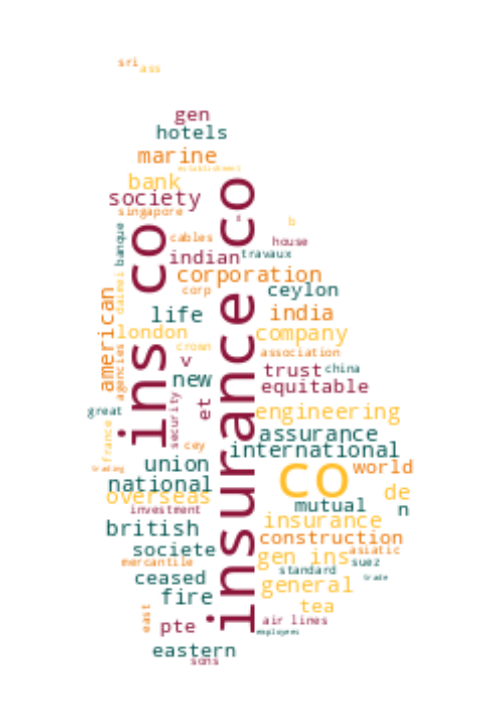 sri
ass
gen
hotels
marine
establishment
bank
society
singapore
insurance co
ins co
b
banque
cables
house
indian
travaux
corporation
daimei
corp
ceylon
american
life
india
london
company
agencies
crown
association
v
trust
china
new
equitable
great
et
security
engineering
france
assurance
cey
international
trading
union
co
world
national
overseas
de
investment
mutual
n
insurance
british
construction
societe
asiatic
gen ins
mercantile
suez
standard
ceased
trade
general
fire
tea
east
pte
air lines
employees
eastern
sons